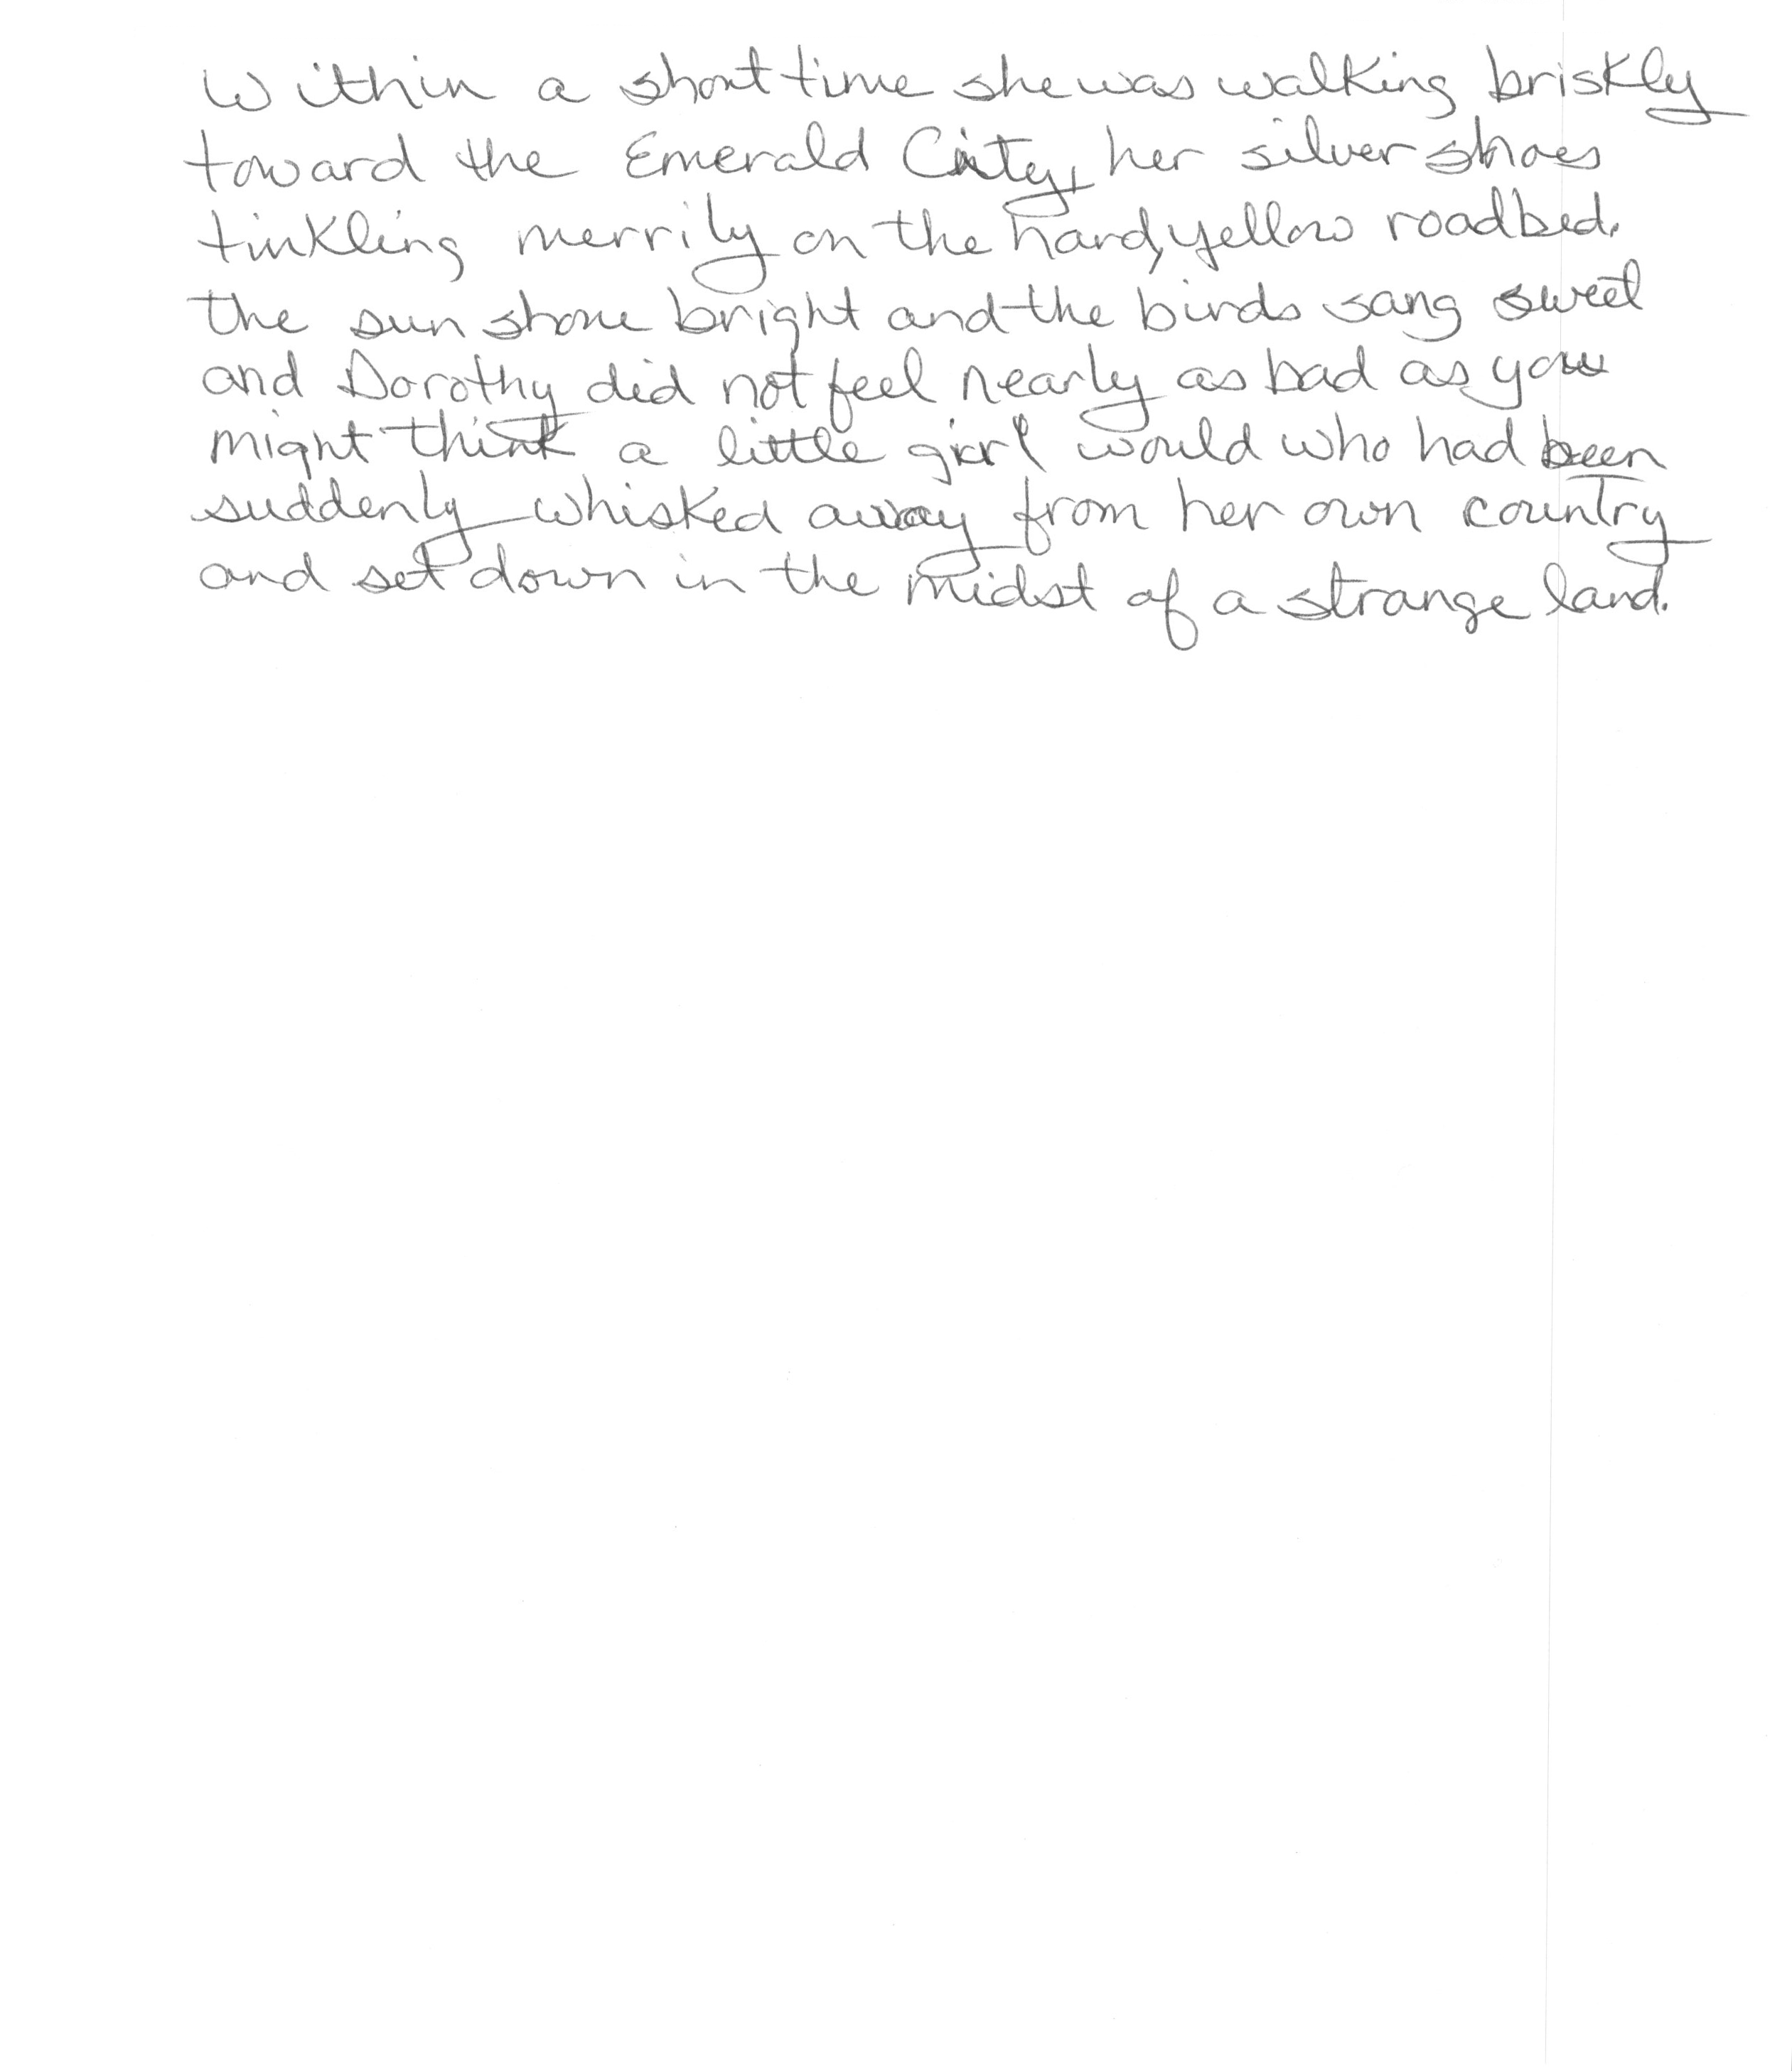 Within a short time she was walking briskly
toward the Emerald City, her silver shoes
tinkling merrily on the hard, yellow roadbed.
The sun shone bright and the birds sang sweet
and Dorothy did not feel nearly as bad as you
might think a little girl would who had been
suddenly whisked away from her own country
and set down in the midst of a strange land.